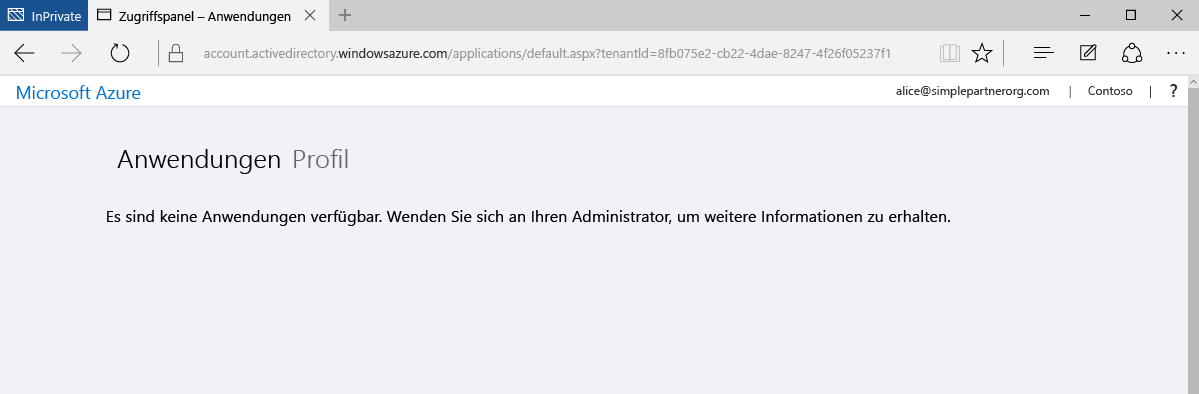 InPrivate Zugriffspanel – Anwendungen
account.activedirectory.windowsazure.com/applications/default.aspx?tenantId=8fb075e2-cb22-4dae-8247-4f26f05237f1
Microsoft Azure alice@simplepartnerorg.com | Contoso | ?
Anwendungen Profil
Es sind keine Anwendungen verfügbar. Wenden Sie sich an Ihren Administrator, um weitere Informationen zu erhalten.